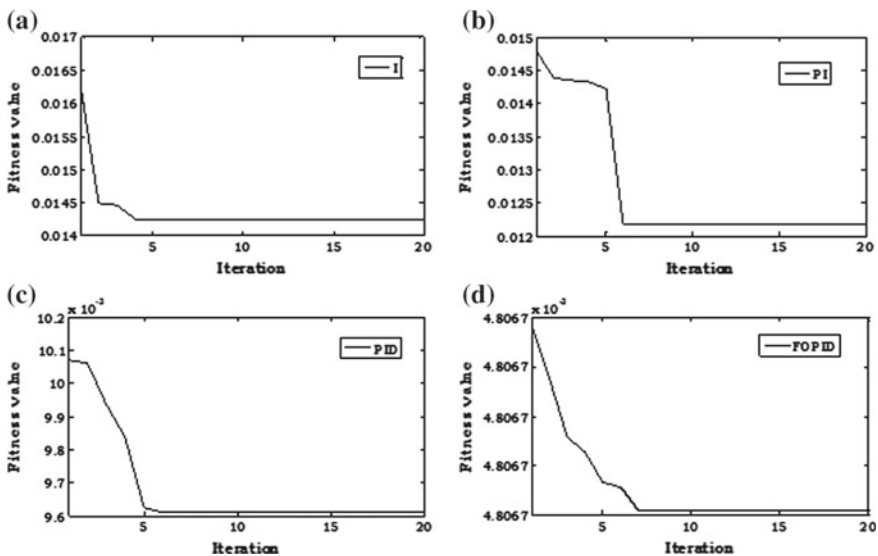 (a)
0.017
0.0165
0.016
0.0155
0.015
0.0145
0.014
5
10
15
20
Fitness value
Iteration
I
(b)
0.015
0.0145
0.014
0.0135
0.013
0.0125
0.012
5
10
15
20
Fitness value
Iteration
PI
(c)
x 10⁻³
10.2
10.1
10
9.9
9.8
9.7
9.6
5
10
15
20
Fitness value
Iteration
PID
(d)
x 10⁻³
4.8067
4.8067
4.8067
4.8067
4.8067
5
10
15
20
Fitness value
Iteration
FOPID